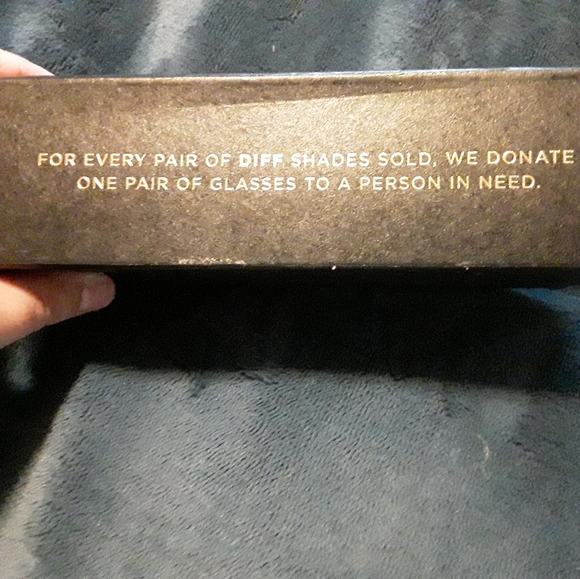 FOR EVERY PAIR OF DIFF SHADES SOLD, WE DONATE
ONE PAIR OF GLASSES TO A PERSON IN NEED.